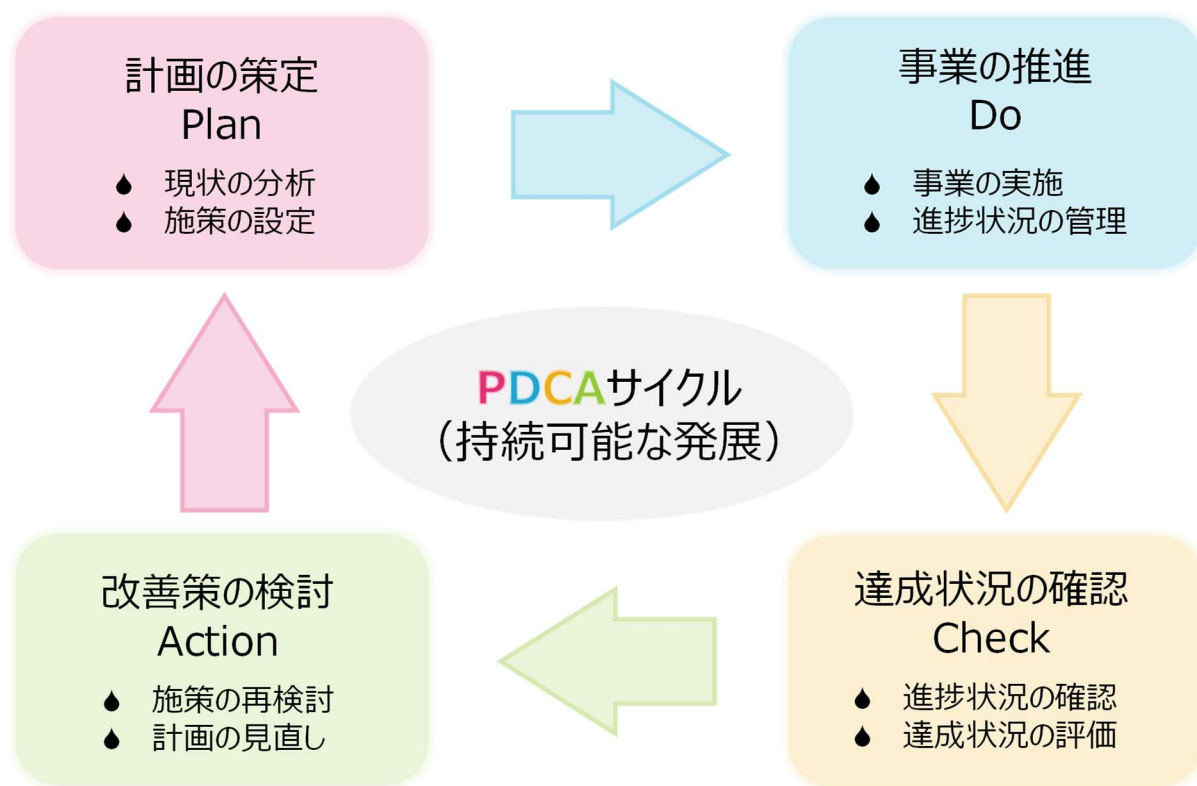 計画の策定
Plan
現状の分析
施策の設定
事業の推進
Do
事業の実施
進捗状況の管理
PDCAサイクル
（持続可能な発展）
改善策の検討
Action
施策の再検討
計画の見直し
達成状況の確認
Check
進捗状況の確認
達成状況の評価